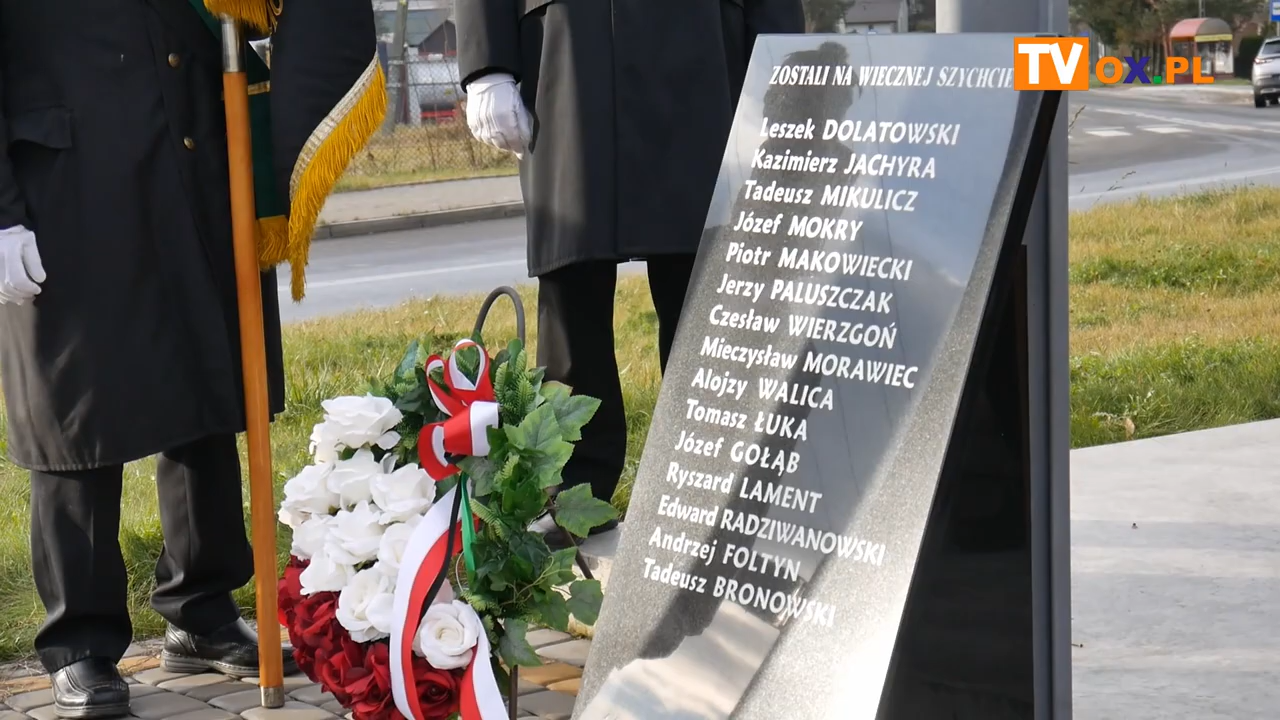 ZOSTALI NA WIECZNEJ SZYCHCIE
TVOX.PL
Leszek DOLATOWSKI
Kazimierz JACHYRA
Tadeusz MIKULICZ
Józef MOKRY
Piotr MAKOWIECKI
Jerzy PALUSZCZAK
Czesław WIERZGOŃ
Mieczysław MORAWIEC
Alojzy WALICA
Tomasz ŁUKA
Józef GOŁĄB
Ryszard LAMENT
Edward RADZIWANOWSKI
Andrzej FOLTYN
Tadeusz BRONOWSKI